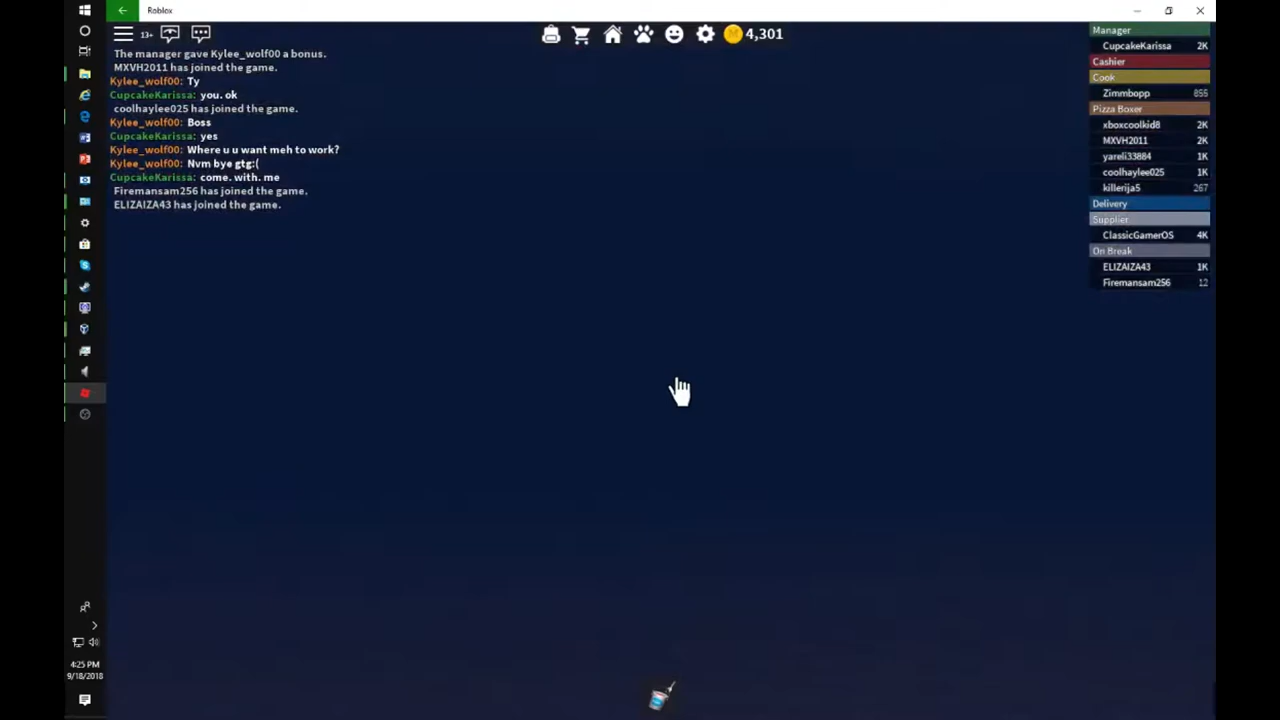 Roblox
13+
4,301
The manager gave Kylee_wolf00 a bonus.
MXVH2011 has joined the game.
Kylee_wolf00: Ty
CupcakeKarissa: you. ok
coolhaylee025 has joined the game.
Kylee_wolf00: Boss
CupcakeKarissa: yes
Kylee_wolf00: Where u u want meh to work?
Kylee_wolf00: Nvm bye gtg:(
CupcakeKarissa: come. with. me
Firemansam256 has joined the game.
ELIZAIZA43 has joined the game.
Manager
CupcakeKarissa 2K
Cashier
Cook
Zimmbopp 855
Pizza Boxer
xboxcoolkid8 2K
MXVH2011 2K
yareli33884 1K
coolhaylee025 1K
killerija5 267
Delivery
Supplier
ClassicGamerOS 4K
On Break
ELIZAIZA43 1K
Firemansam256 12
4:25 PM
9/18/2018